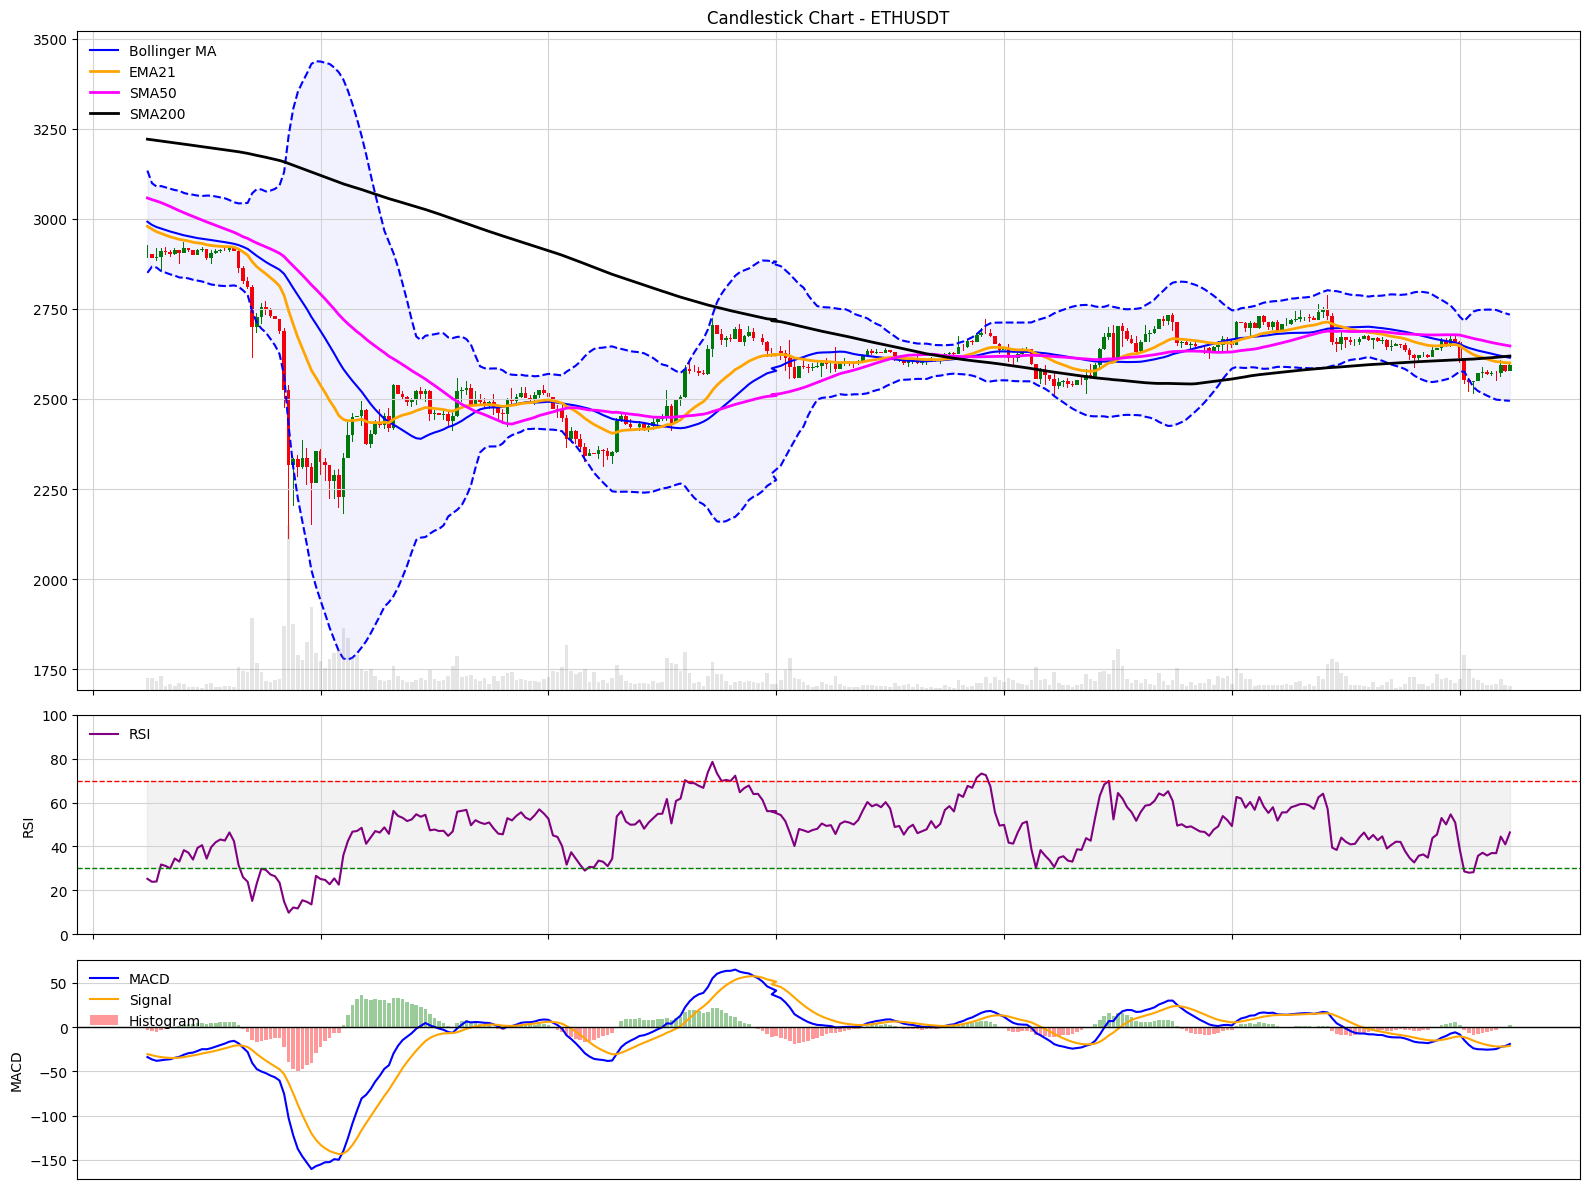 Candlestick Chart - ETHUSDT
3500
3250
3000
2750
2500
2250
2000
1750
Bollinger MA
EMA21
SMA50
SMA200
100
80
60
40
20
0
RSI
RSI
50
0
−50
−100
−150
MACD
MACD
Signal
Histogram